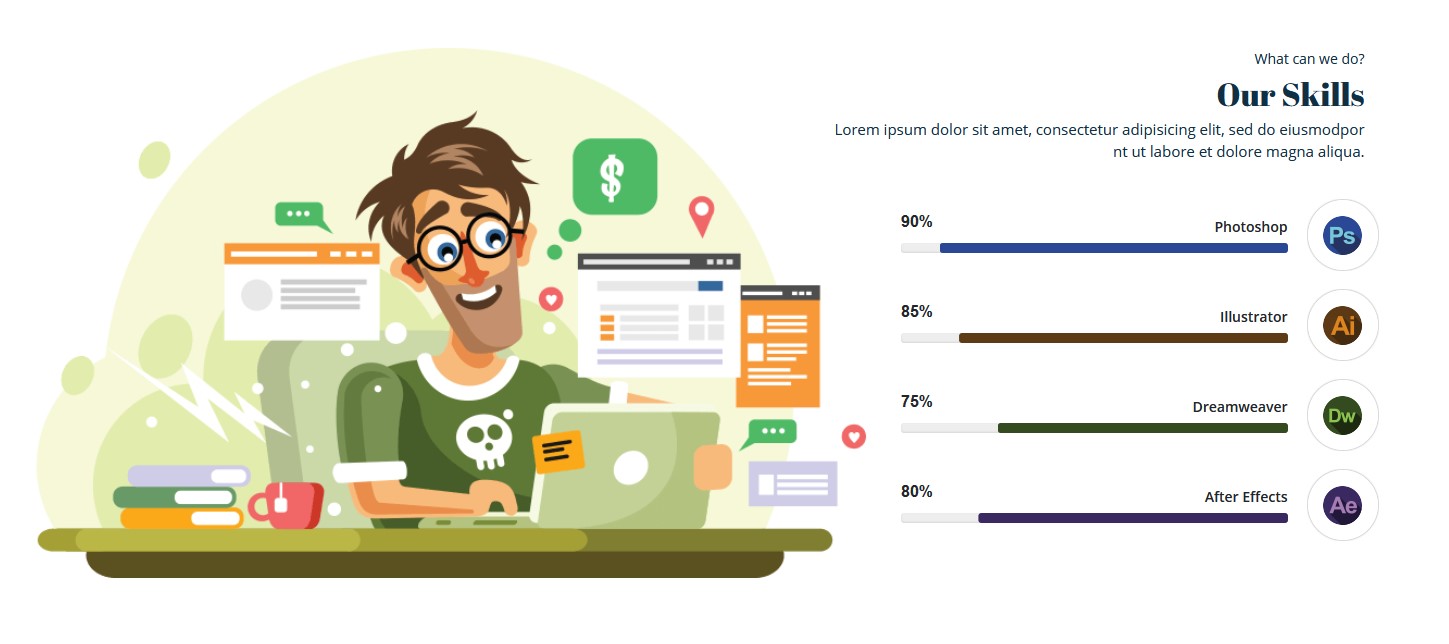 What can we do?
Our Skills
Lorem ipsum dolor sit amet, consectetur adipisicing elit, sed do eiusmodpor
nt ut labore et dolore magna aliqua.
$
90% Photoshop
Ps
85% Illustrator
Ai
75% Dreamweaver
Dw
80% After Effects
Ae